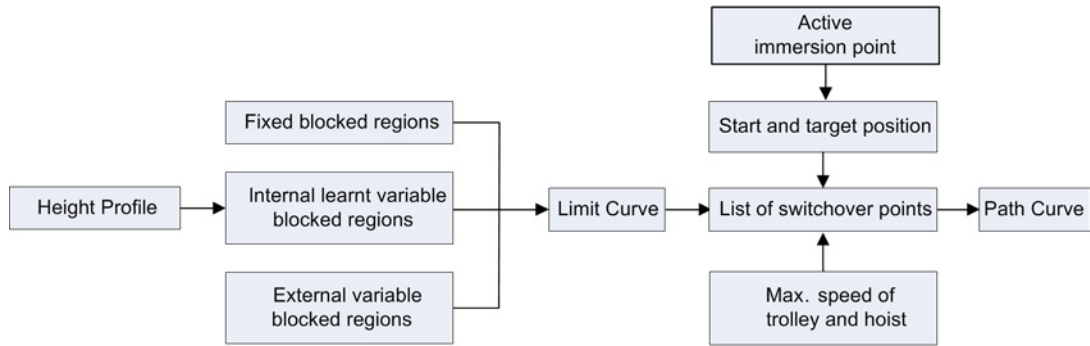 Active
immersion point
Fixed blocked regions
Start and target position
Height Profile
Internal learnt variable
blocked regions
Limit Curve
List of switchover points
Path Curve
External variable
blocked regions
Max. speed of
trolley and hoist